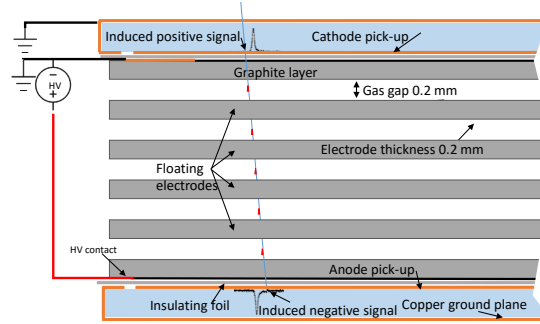 Induced positive signal
Cathode pick-up
Graphite layer
−
HV
+
Gas gap 0.2 mm
Electrode thickness 0.2 mm
Floating
electrodes
HV contact
Anode pick-up
Insulating foil
Induced negative signal
Copper ground plane